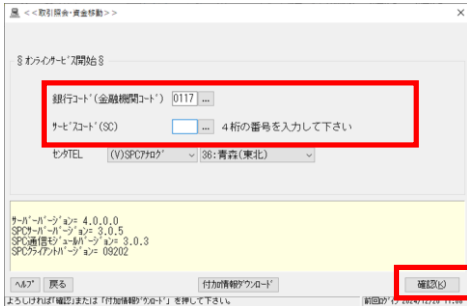 <<取引照会・資金移動>>
§オンラインサービス開始§
銀行コード(金融機関コード) 0117 ...
サービスコード(SC) ... 4桁の番号を入力して下さい
センタTEL (V)SPCアナログ 36:青森(東北)
サーバーバージョン= 4.0.0.0
SPCサーバーバージョン= 3.0.5
SPC通信モジュールバージョン= 3.0.3
SPCクライアントバージョン= 09202
ヘルプ 戻る 付加情報ダウンロード 確認(K)
よろしければ「確認」または「付加情報ダウンロード」を押して下さい。